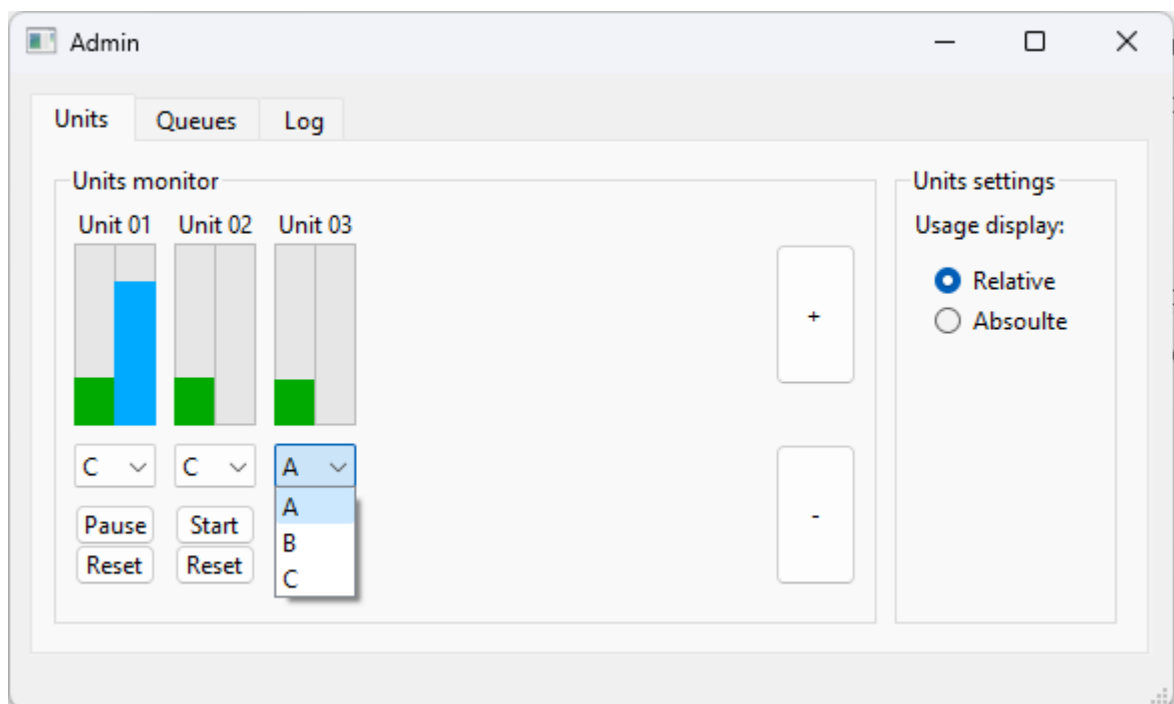 Admin
Units Queues Log
Units monitor
Unit 01 Unit 02 Unit 03
C C A
A
B
C
Pause Start
Reset Reset
+
-
Units settings
Usage display:
Relative
Absoulte